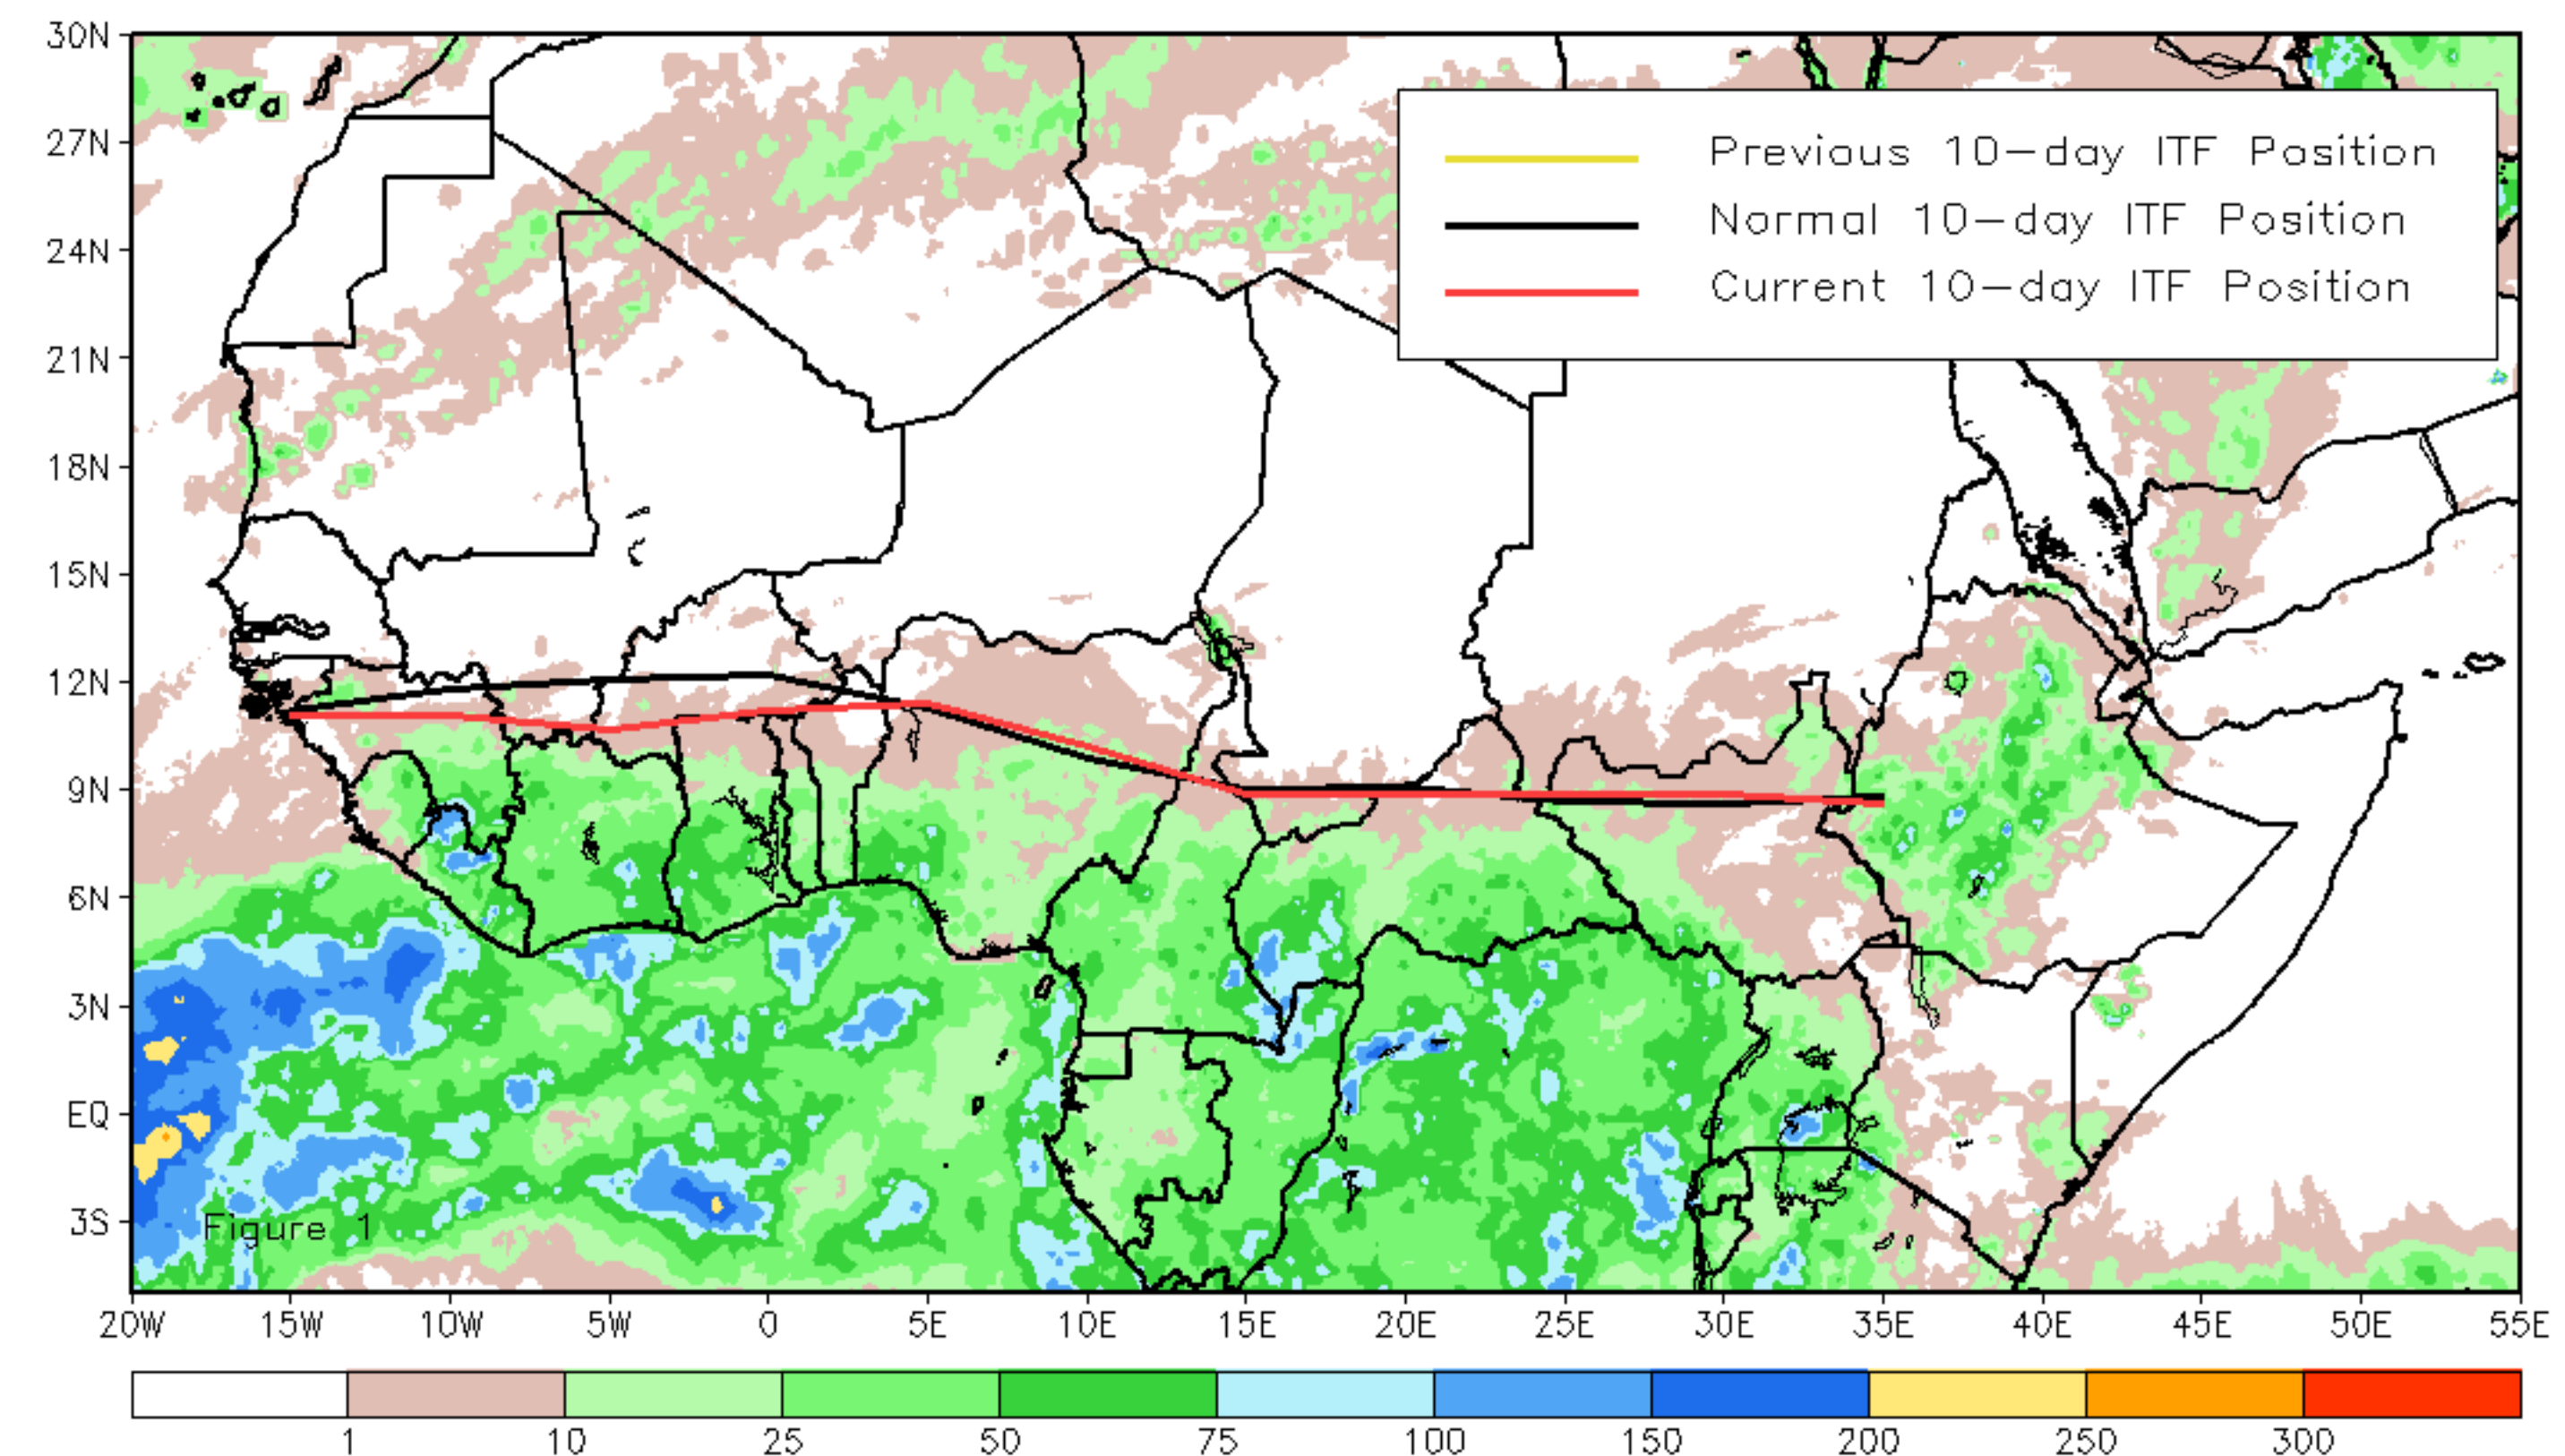 30N
27N
24N
21N
18N
15N
12N
9N
6N
3N
EQ
3S
Previous 10-day ITF Position
Normal 10-day ITF Position
Current 10-day ITF Position
Figure 1
20W 15W 10W 5W 0 5E 10E 15E 20E 25E 30E 35E 40E 45E 50E 55E
1 10 25 50 75 100 150 200 250 300